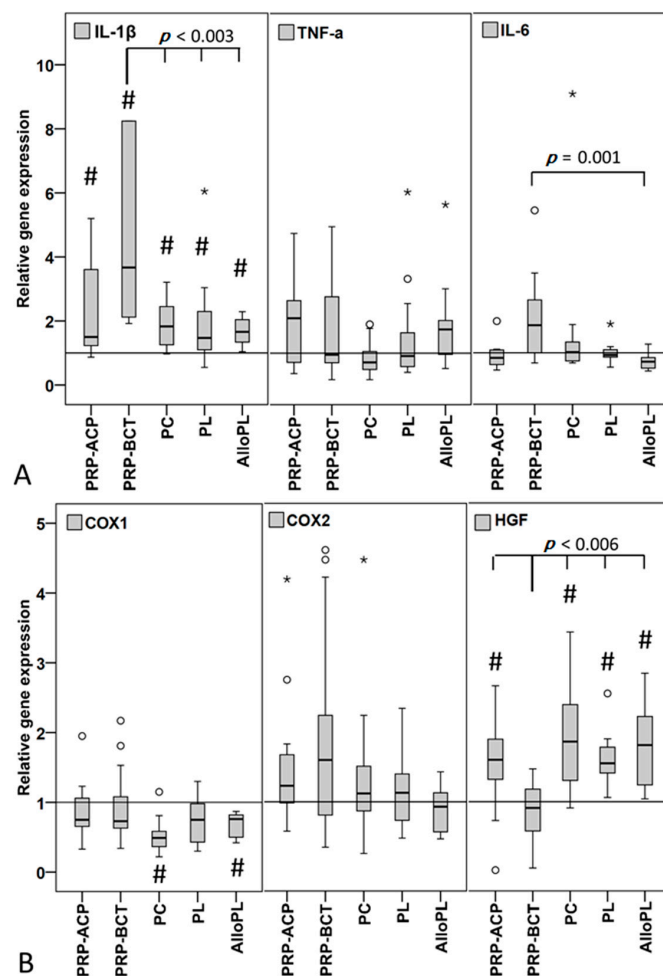 IL-1β
p < 0.003
TNF-a
IL-6
p = 0.001
Relative gene expression
10
8
6
4
2
0
#
#
#
#
#
*
*
*
*
*
PRP-ACP
PRP-BCT
PC
PL
AlloPL
PRP-ACP
PRP-BCT
PC
PL
AlloPL
PRP-ACP
PRP-BCT
PC
PL
AlloPL
A
COX1
COX2
HGF
p < 0.006
Relative gene expression
5
4
3
2
1
0
#
#
*
*
#
#
#
#
PRP-ACP
PRP-BCT
PC
PL
AlloPL
PRP-ACP
PRP-BCT
PC
PL
AlloPL
PRP-ACP
PRP-BCT
PC
PL
AlloPL
B